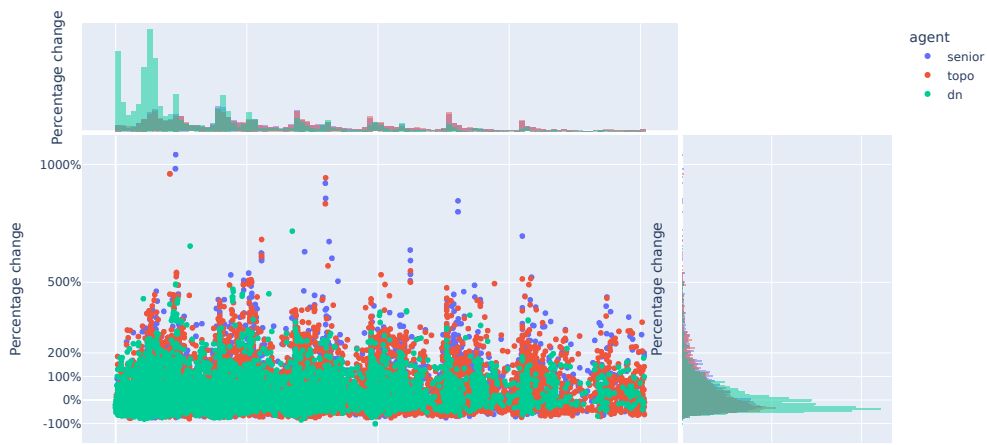 Percentage change
agent
senior
topo
dn
1000%
500%
200%
100%
0%
-100%
Percentage change
Percentage change